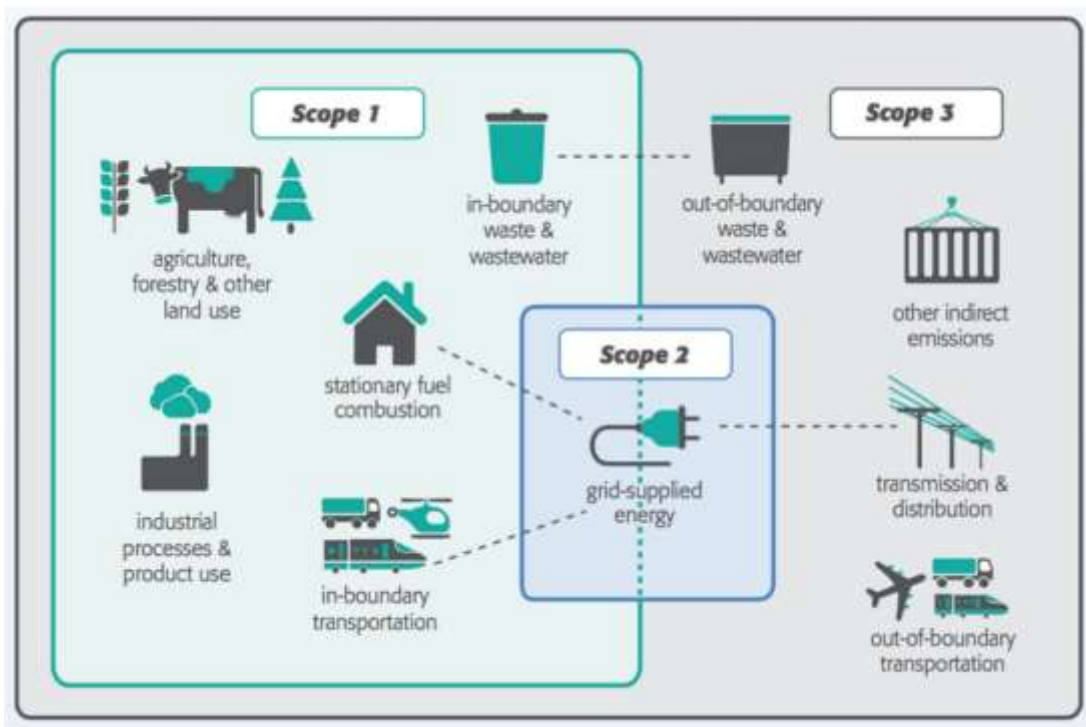 Scope 1
Scope 3
in-boundary
waste &
wastewater
out-of-boundary
waste &
wastewater
agriculture,
forestry & other
land use
other indirect
emissions
Scope 2
stationary fuel
combustion
grid-supplied
energy
transmission &
distribution
industrial
processes &
product use
in-boundary
transportation
out-of-boundary
transportation